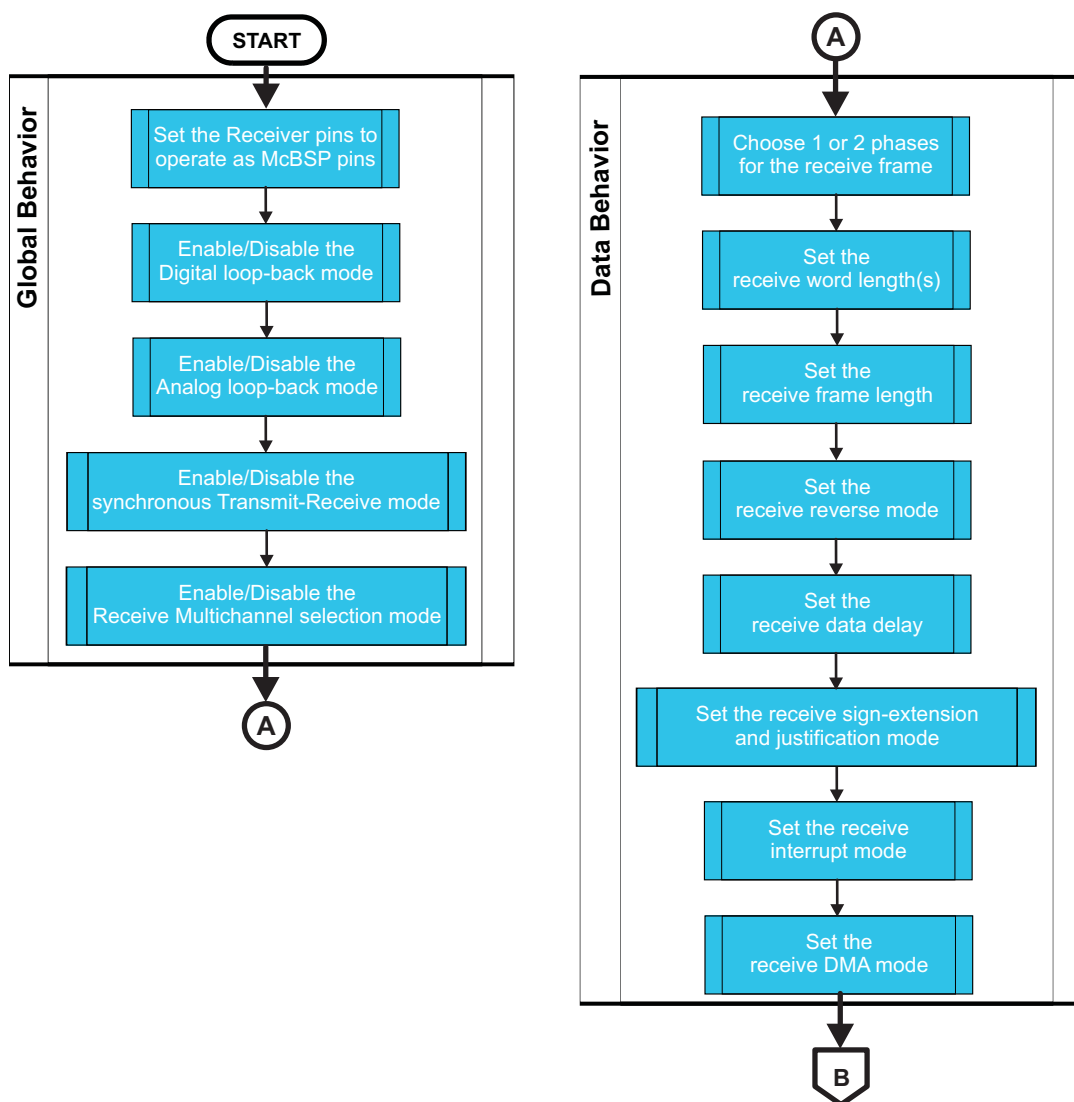 START
Global Behavior
Set the Receiver pins to
operate as McBSP pins
Enable/Disable the
Digital loop-back mode
Enable/Disable the
Analog loop-back mode
Enable/Disable the
synchronous Transmit-Receive mode
Enable/Disable the
Receive Multichannel selection mode
A
A
Data Behavior
Choose 1 or 2 phases
for the receive frame
Set the
receive word length(s)
Set the
receive frame length
Set the
receive reverse mode
Set the
receive data delay
Set the receive sign-extension
and justification mode
Set the receive
interrupt mode
Set the
receive DMA mode
B